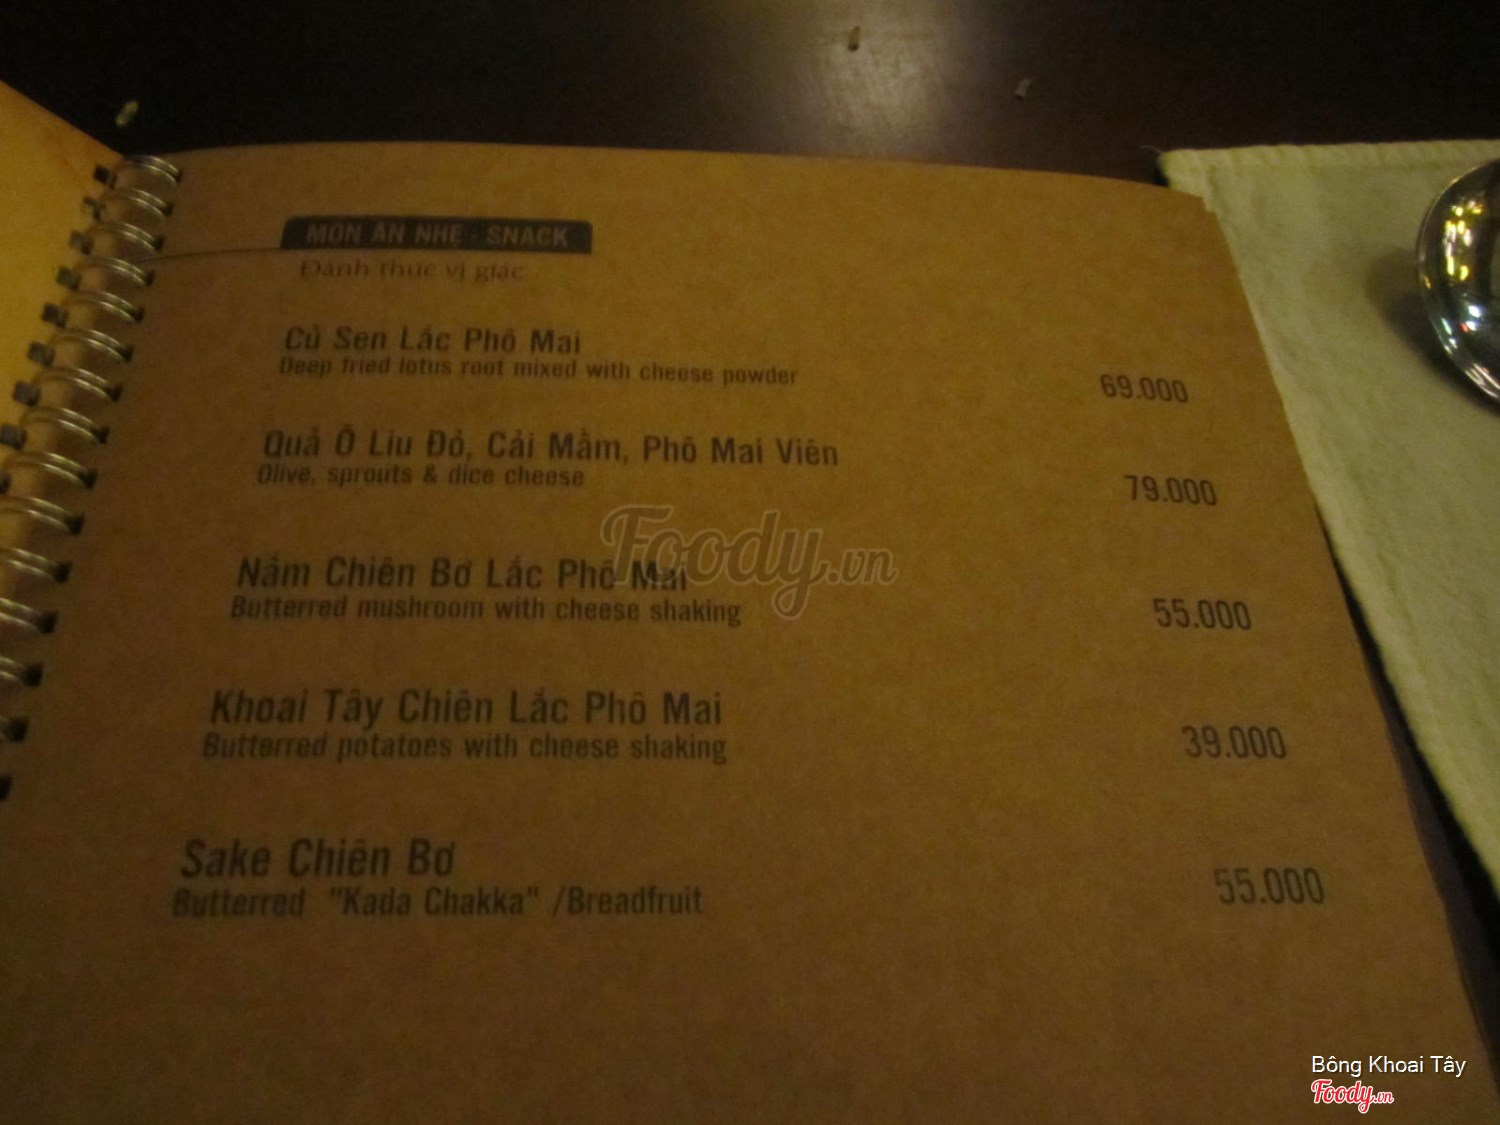 MÓN ĂN NHẸ - SNACK
Đánh thức vị giác
Củ Sen Lắc Phô Mai
Deep fried lotus root mixed with cheese powder
69.000
Quả Ô Liu Đỏ, Cải Mầm, Phô Mai Viên
Olive, sprouts & dice cheese
79.000
Nấm Chiên Bơ Lắc Phô Mai
Butterred mushroom with cheese shaking
55.000
Khoai Tây Chiên Lắc Phô Mai
Butterred potatoes with cheese shaking
39.000
Sake Chiên Bơ
Butterred "Kada Chakka" /Breadfruit
55.000
Foody.vn
Bông Khoai Tây
Foody.vn